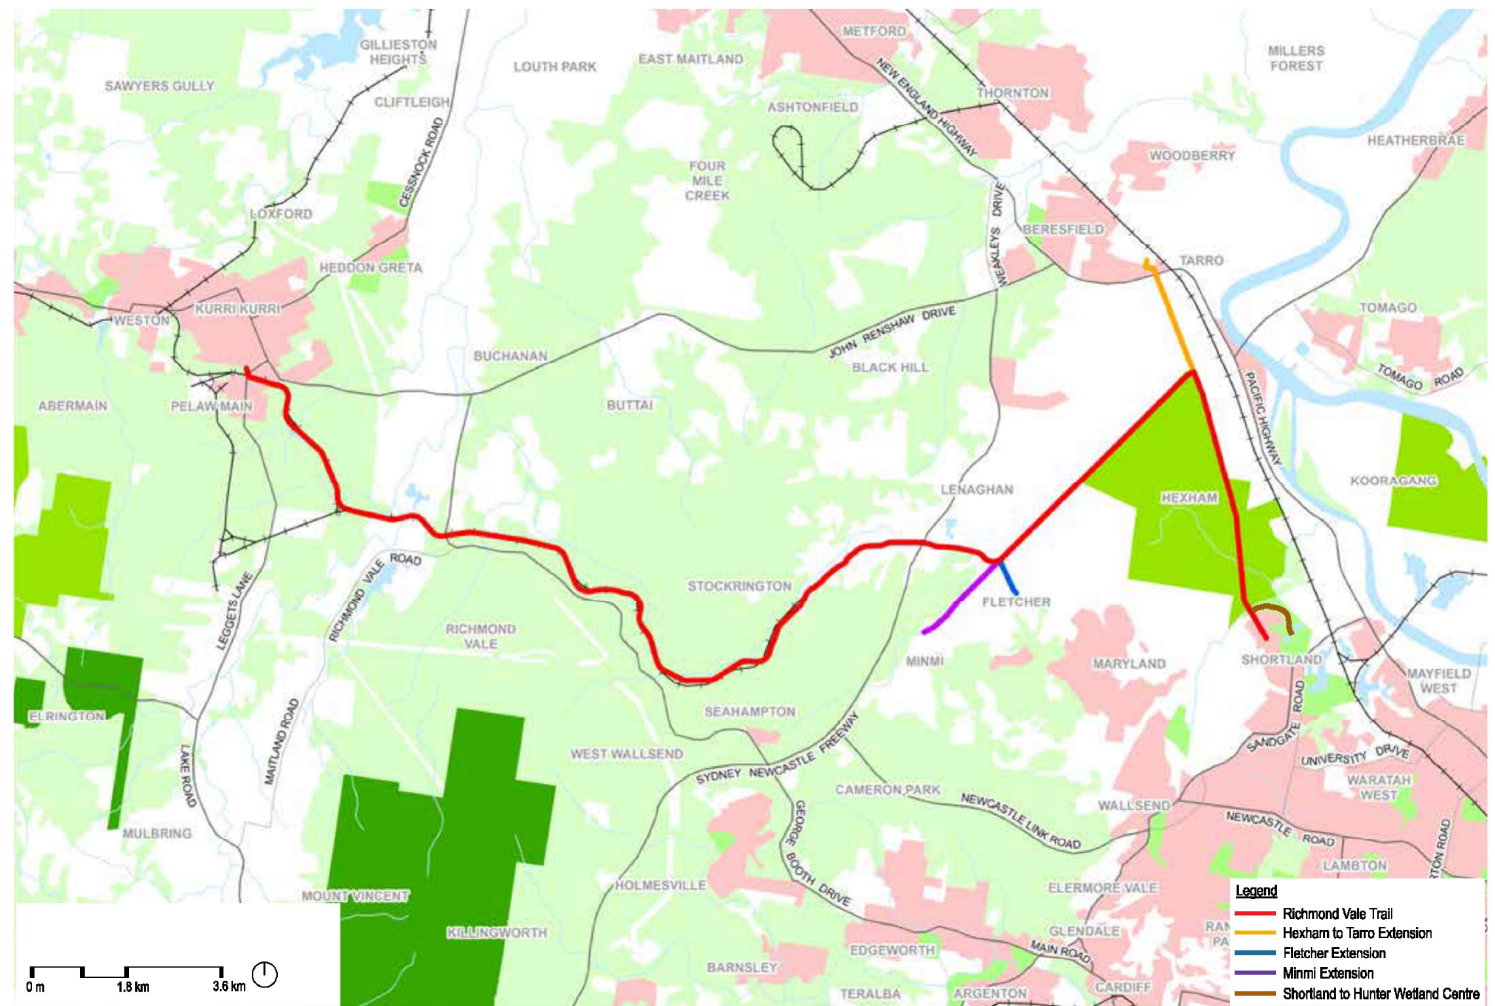 METFORD
GILLIESTON
HEIGHTS
MILLERS
FOREST
EAST MAITLAND
LOUTH PARK
SAWYERS GULLY
NEW ENGLAND HIGHWAY
THORNTON
CLIFTLEIGH
ASHTONFIELD
HEATHERBRAE
CESSNOCK ROAD
WOODBERRY
FOUR
MILE
CREEK
LOXFORD
WEAKLEYS DRIVE
BERESFIELD
TARRO
HEDDON GRETA
KURRI KURRI
TOMAGO
WESTON
JOHN RENSHAW DRIVE
BUCHANAN
BLACK HILL
TOMAGO ROAD
PACIFIC HIGHWAY
ABERMAIN
PELAW MAIN
BUTTAI
KOORAGANG
LENAGHAN
HEXHAM
RICHMOND VALE ROAD
STOCKRINGTON
FLETCHER
LEGGETS LANE
RICHMOND
VALE
MINMI
MARYLAND
SHORTLAND
MAYFIELD
WEST
ELRINGTON
SEAHAMPTON
SANDGATE ROAD
MAITLAND ROAD
LAKE ROAD
WEST WALLSEND
SYDNEY NEWCASTLE FREEWAY
UNIVERSITY DRIVE
WARATAH
WEST
CAMERON PARK
NEWCASTLE LINK ROAD
WALLSEND
NEWCASTLE ROAD
MULBRING
GEORGE BOOTH DRIVE
LAMBTON
RTON ROAD
HOLMESVILLE
ELERMORE VALE
MOUNT VINCENT
KILLINGWORTH
GLENDALE
RAN
PA
EDGEWORTH
MAIN ROAD
BARNSLEY
CARDIFF
TERALBA
ARGENTON
0 m
1.8 km
3.6 km
Legend
Richmond Vale Trail
Hexham to Tarro Extension
Fletcher Extension
Minmi Extension
Shortland to Hunter Wetland Centre